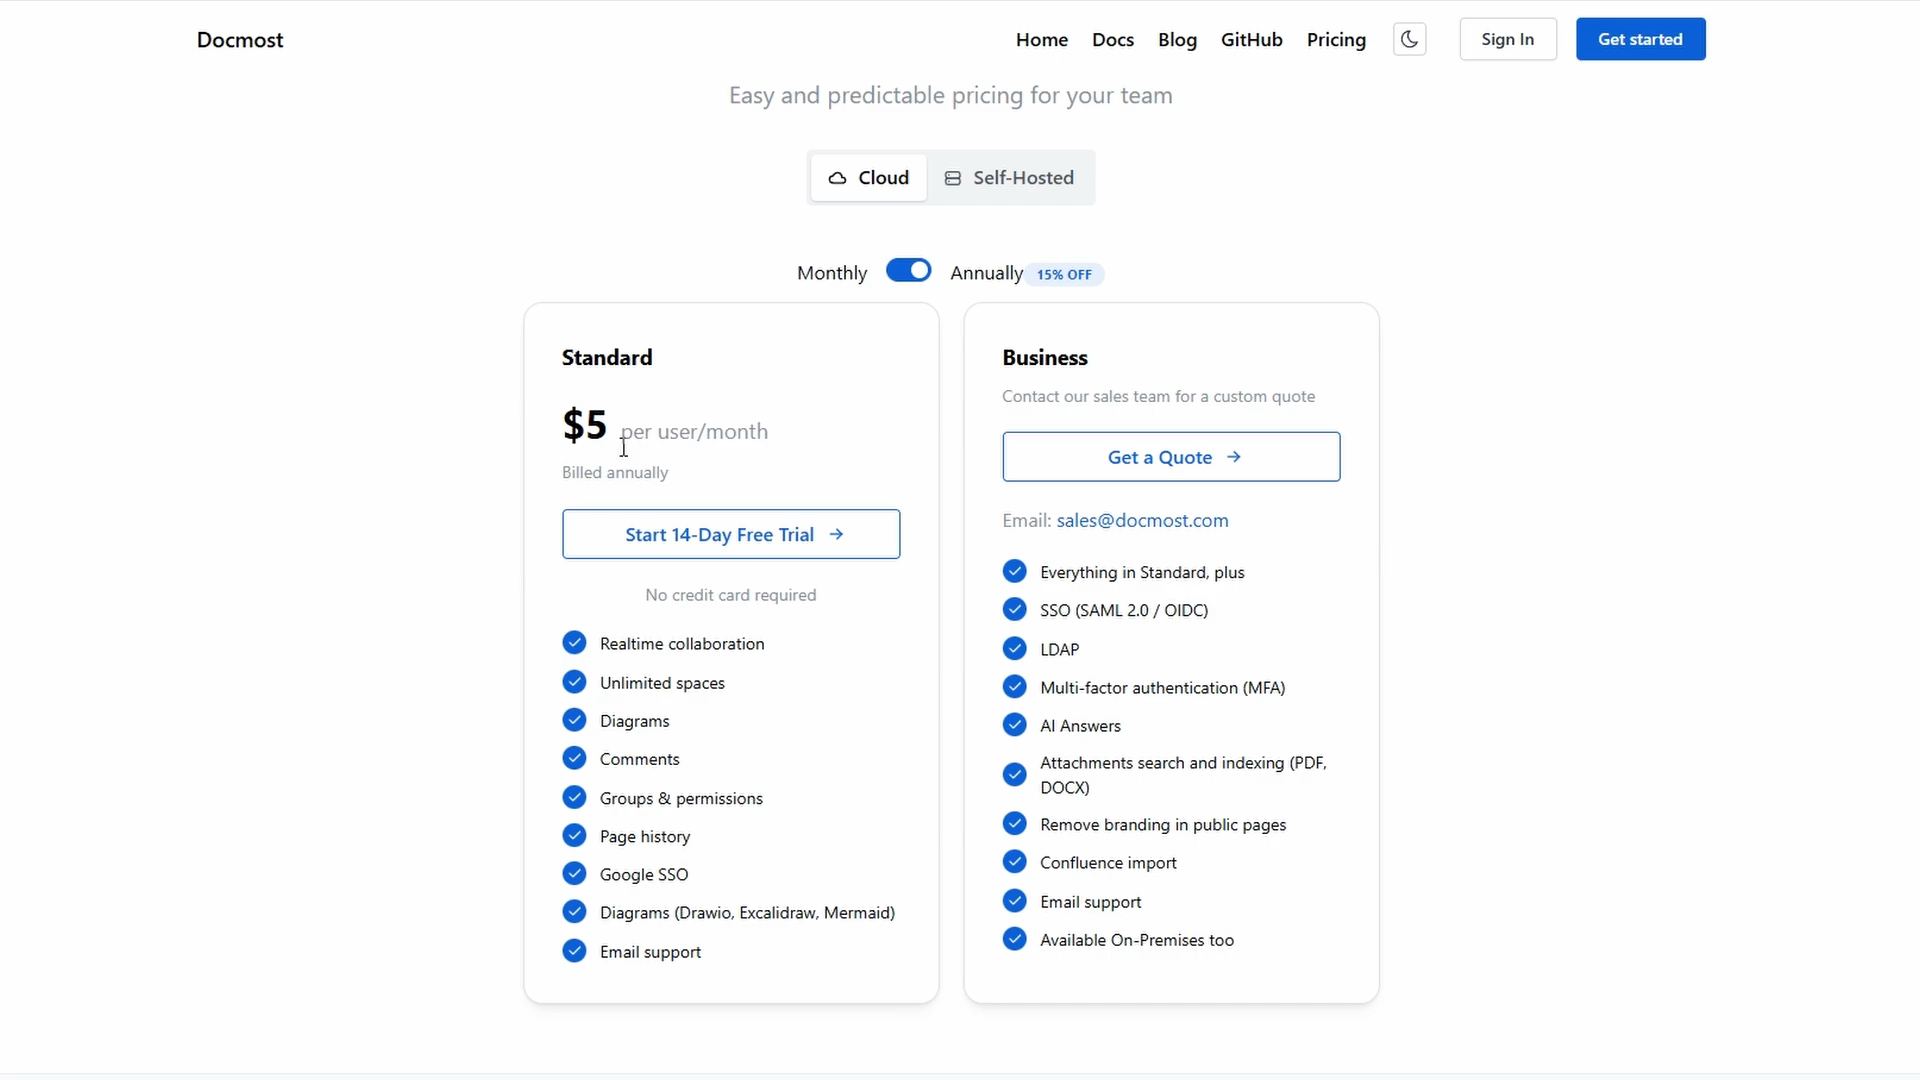 Docmost
Home
Docs
Blog
GitHub
Pricing
Sign In
Get started
Easy and predictable pricing for your team
Cloud
Self-Hosted
Monthly
Annually
15% OFF
Standard
$5 per user/month
Billed annually
Start 14-Day Free Trial →
No credit card required
Realtime collaboration
Unlimited spaces
Diagrams
Comments
Groups & permissions
Page history
Google SSO
Diagrams (Drawio, Excalidraw, Mermaid)
Email support
Business
Contact our sales team for a custom quote
Get a Quote →
Email: sales@docmost.com
Everything in Standard, plus
SSO (SAML 2.0 / OIDC)
LDAP
Multi-factor authentication (MFA)
AI Answers
Attachments search and indexing (PDF,
DOCX)
Remove branding in public pages
Confluence import
Email support
Available On-Premises too